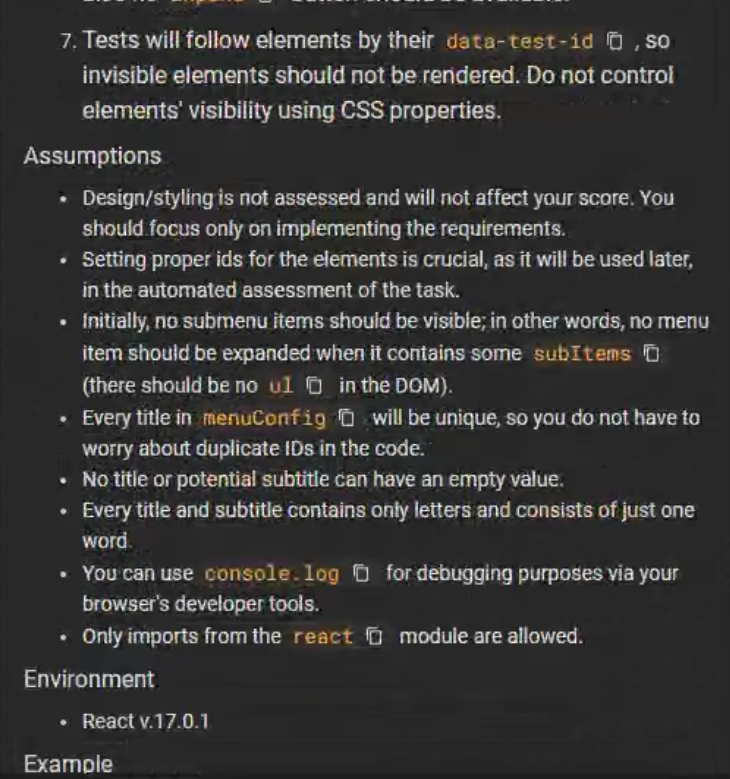 7. Tests will follow elements by their data-test-id , so
invisible elements should not be rendered. Do not control
elements' visibility using CSS properties.
Assumptions
• Design/styling is not assessed and will not affect your score. You
should focus only on implementing the requirements.
• Setting proper ids for the elements is crucial, as it will be used later,
in the automated assessment of the task.
• Initially, no submenu items should be visible; in other words, no menu
item should be expanded when it contains some subItems
(there should be no ul in the DOM).
• Every title in menuConfig will be unique, so you do not have to
worry about duplicate IDs in the code.
• No title or potential subtitle can have an empty value.
• Every title and subtitle contains only letters and consists of just one
word.
• You can use console.log for debugging purposes via your
browser's developer tools.
• Only imports from the react module are allowed.
Environment
• React v.17.0.1
Example